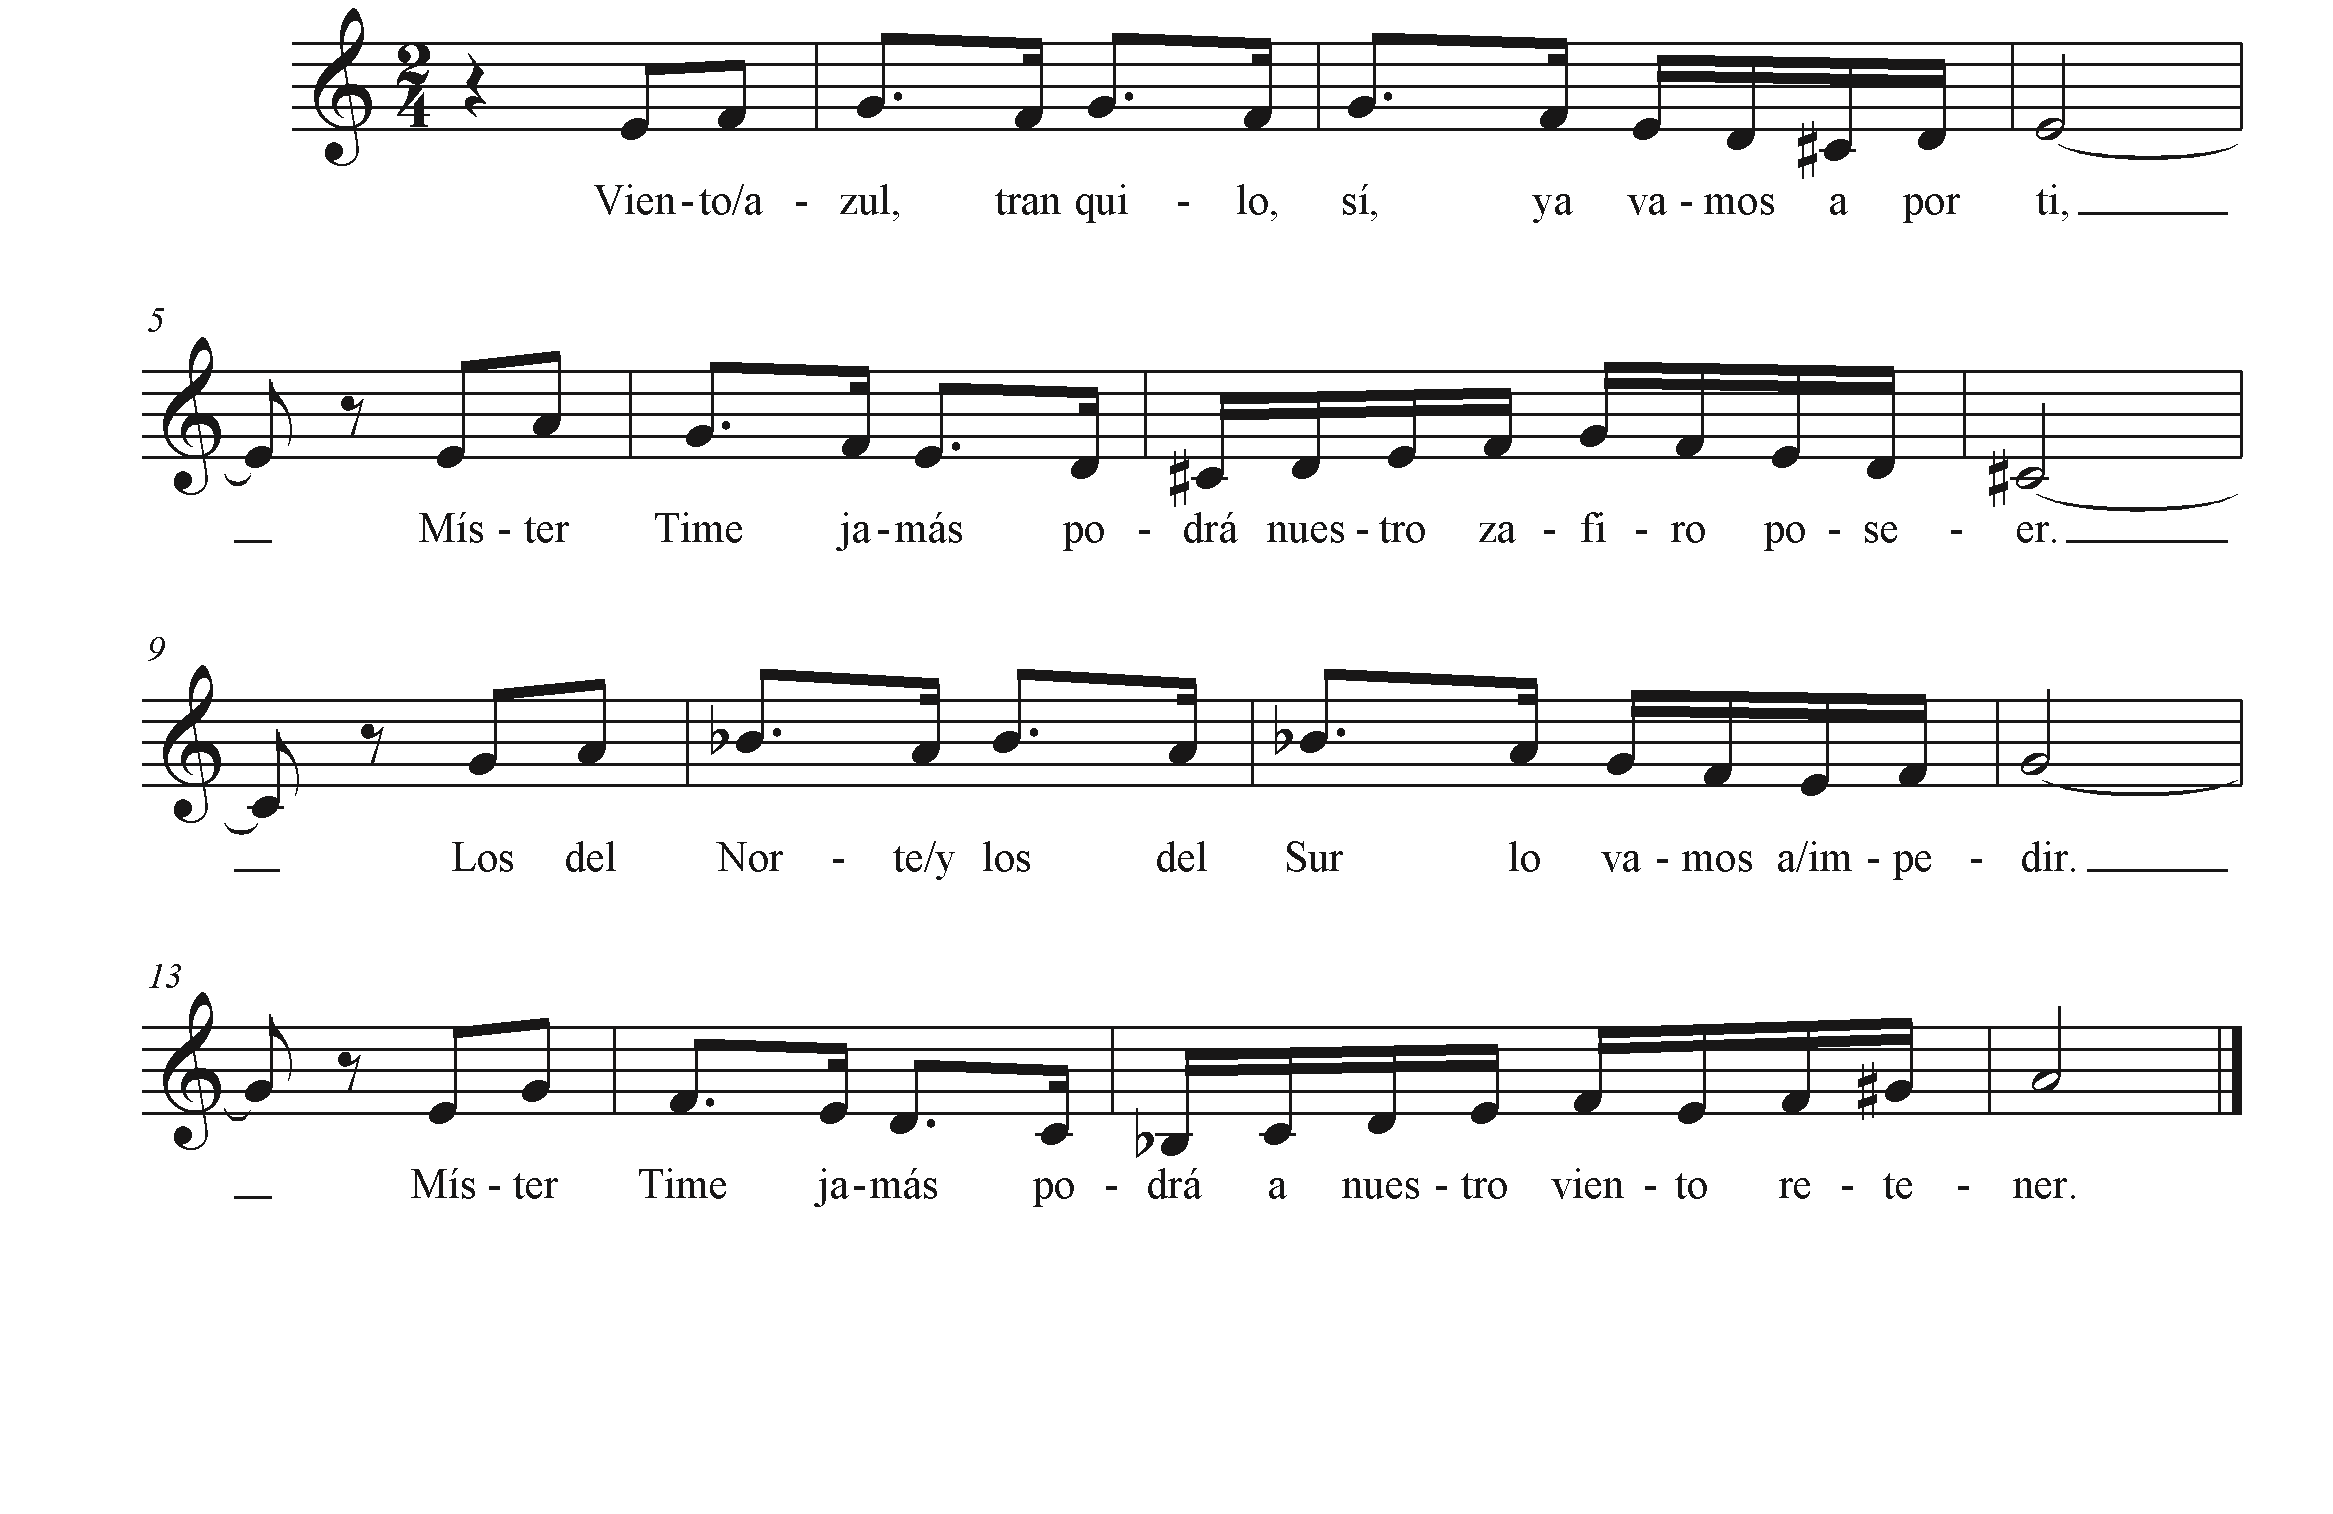 2 4
Vien-to/a - zul, tran qui - lo, sí, ya va-mos a por ti,
5
Mís-ter Time ja-más po - drá nues-tro za - fi - ro po - se - er.
9
Los del Nor - te/y los del Sur lo va-mos a/im-pe - dir.
13
Mís-ter Time ja-más po - drá a nues-tro vien-to re - te - ner.